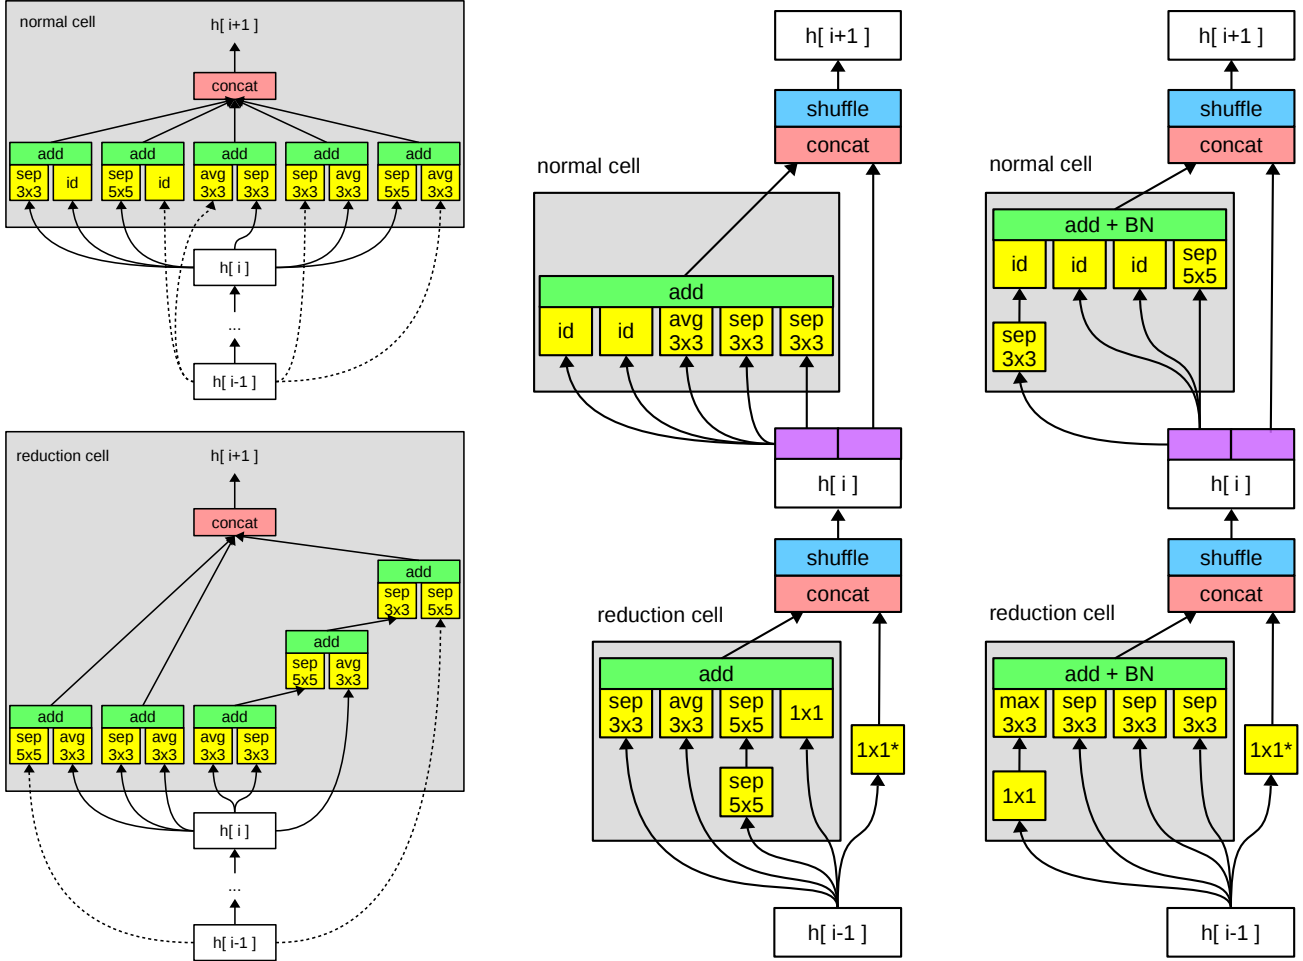 normal cell
h[ i+1 ]
concat
add add add add add
sep 3x3 id sep 5x5 id avg 3x3 sep 3x3 sep 3x3 avg 3x3 sep 5x5 avg 3x3
h[ i ]
...
h[ i-1 ]
reduction cell
h[ i+1 ]
concat
add
sep 3x3 sep 5x5
add
sep 5x5 avg 3x3
add add add
sep 5x5 avg 3x3 sep 3x3 avg 3x3 avg 3x3 sep 3x3
h[ i ]
...
h[ i-1 ]
h[ i+1 ]
shuffle
concat
normal cell
add
id id avg 3x3 sep 3x3 sep 3x3
h[ i ]
shuffle
concat
reduction cell
add
sep 3x3 avg 3x3 sep 5x5 1x1
1x1*
sep 5x5
h[ i-1 ]
h[ i+1 ]
shuffle
concat
normal cell
add + BN
id id id sep 5x5
sep 3x3
h[ i ]
shuffle
concat
reduction cell
add + BN
max 3x3 sep 3x3 sep 3x3 sep 3x3
1x1*
1x1
h[ i-1 ]